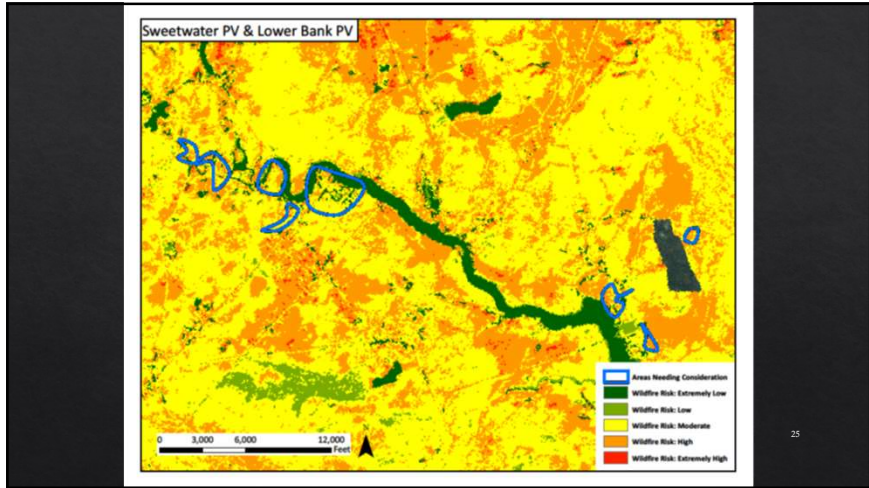 Sweetwater PV & Lower Bank PV
Areas Needing Consideration
Wildfire Risk: Extremely Low
Wildfire Risk: Low
Wildfire Risk: Moderate
Wildfire Risk: High
Wildfire Risk: Extremely High
N
0 3,000 6,000 12,000
Feet
25